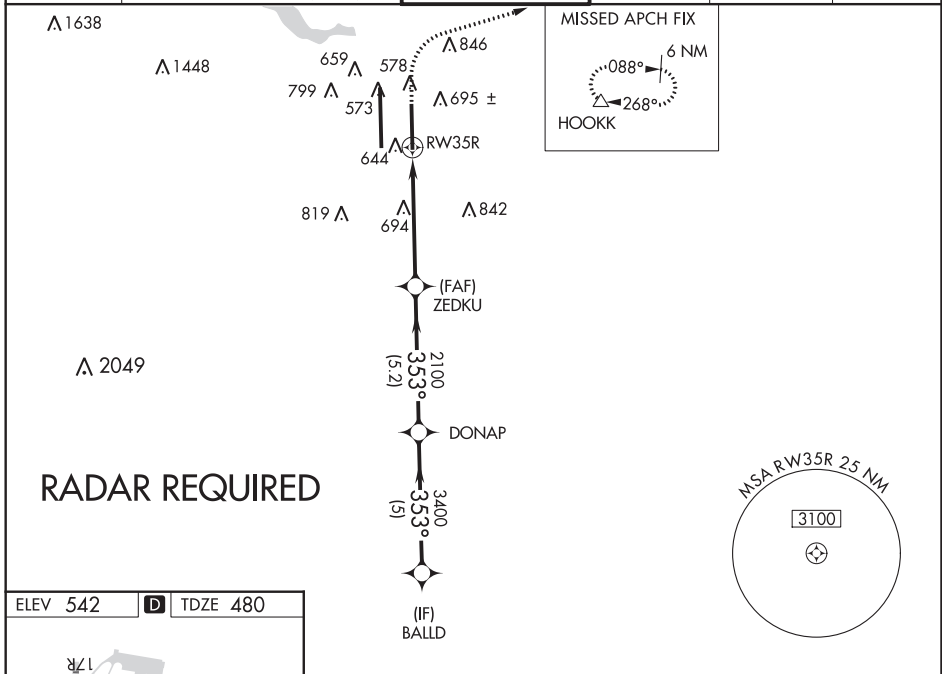 1638
1448
659
578
846
799
573
695 ±
MISSED APCH FIX
6 NM
088°
268°
HOOKK
644
RW35R
819
694
842
(FAF)
ZEDKU
2049
2100
353°
(5.2)
DONAP
RADAR REQUIRED
3400
353°
(5)
MSA RW35R 25 NM
3100
(IF)
BALLD
ELEV 542
D
TDZE 480
17R